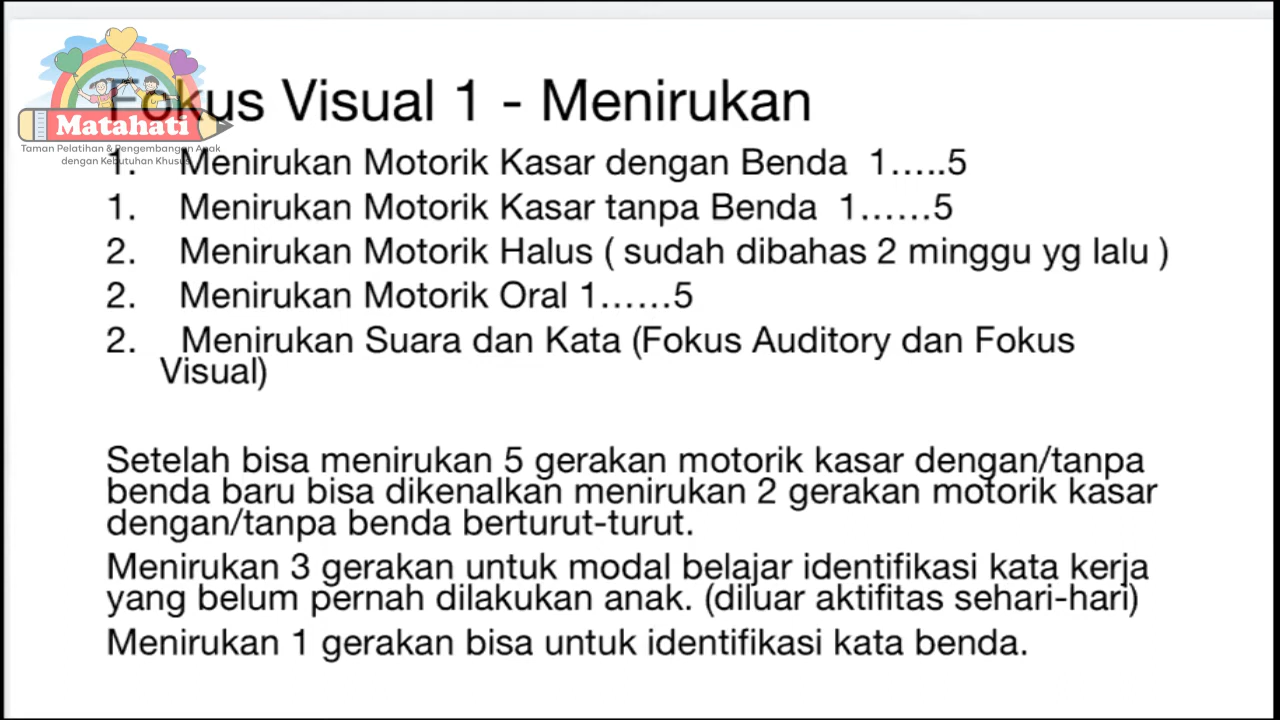 Fokus Visual 1 - Menirukan
Matahati
Taman Pelatihan & Pengembangan Anak
dengan Kebutuhan Khusus
1. Menirukan Motorik Kasar dengan Benda 1.....5
1. Menirukan Motorik Kasar tanpa Benda 1......5
2. Menirukan Motorik Halus ( sudah dibahas 2 minggu yg lalu )
2. Menirukan Motorik Oral 1......5
2. Menirukan Suara dan Kata (Fokus Auditory dan Fokus
Visual)
Setelah bisa menirukan 5 gerakan motorik kasar dengan/tanpa
benda baru bisa dikenalkan menirukan 2 gerakan motorik kasar
dengan/tanpa benda berturut-turut.
Menirukan 3 gerakan untuk modal belajar identifikasi kata kerja
yang belum pernah dilakukan anak. (diluar aktifitas sehari-hari)
Menirukan 1 gerakan bisa untuk identifikasi kata benda.